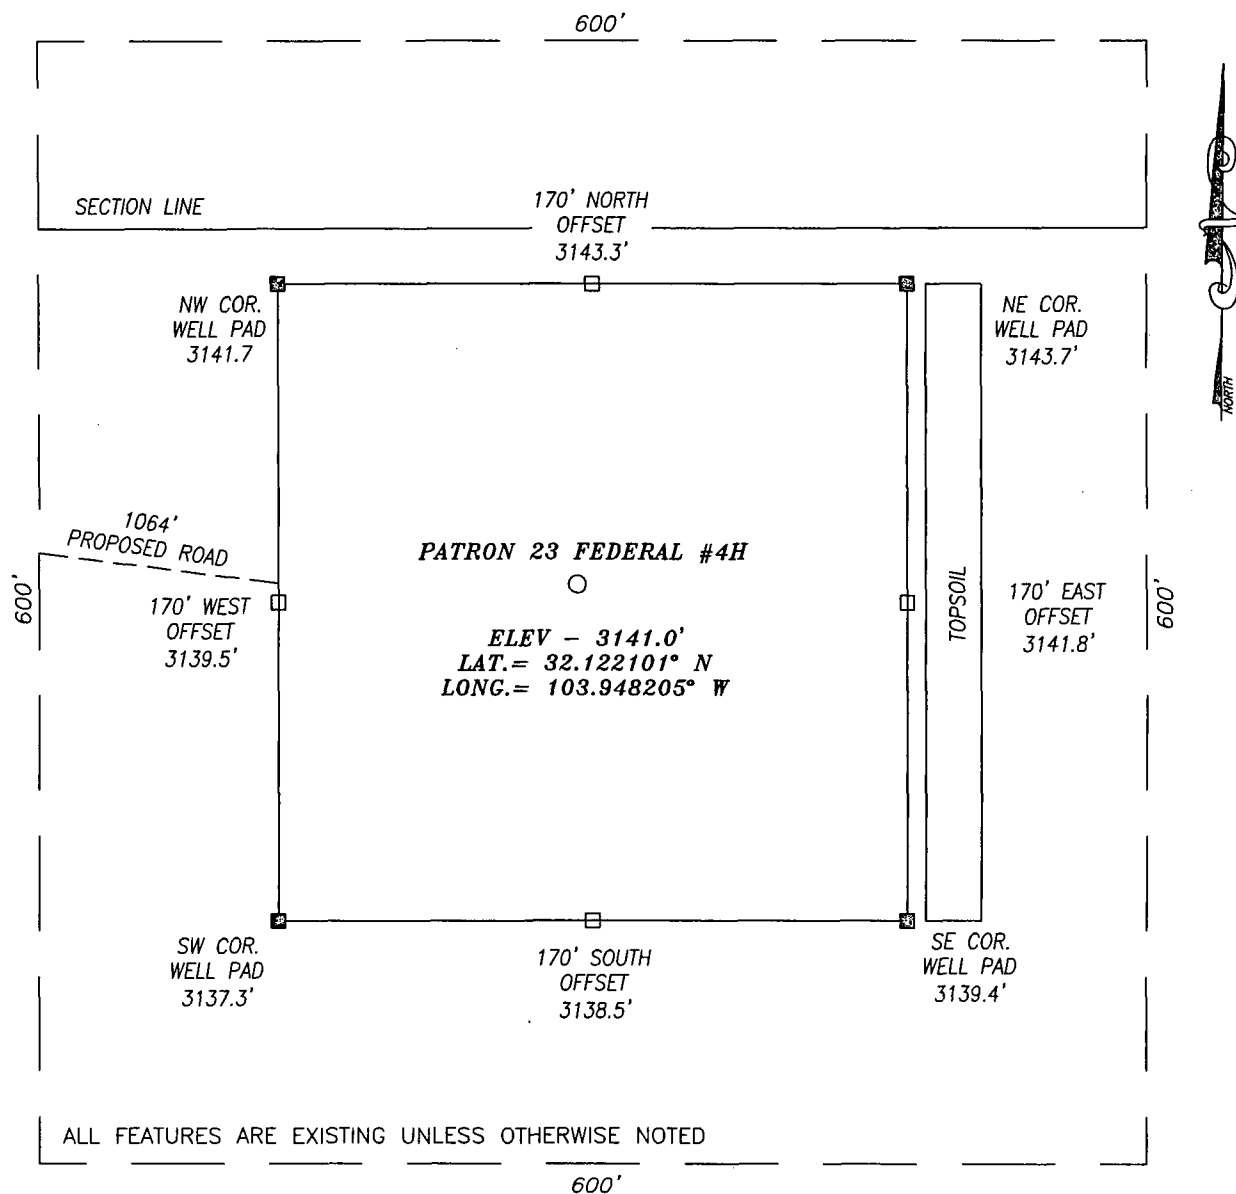 600'
SECTION LINE
170' NORTH
OFFSET
3143.3'
NW COR.
WELL PAD
3141.7
NE COR.
WELL PAD
3143.7'
NORTH
1064'
PROPOSED ROAD
600'
170' WEST
OFFSET
3139.5'
PATRON 23 FEDERAL #4H
ELEV - 3141.0'
LAT.= 32.122101° N
LONG.= 103.948205° W
TOPSOIL
170' EAST
OFFSET
3141.8'
600'
SW COR.
WELL PAD
3137.3'
170' SOUTH
OFFSET
3138.5'
SE COR.
WELL PAD
3139.4'
ALL FEATURES ARE EXISTING UNLESS OTHERWISE NOTED
600'